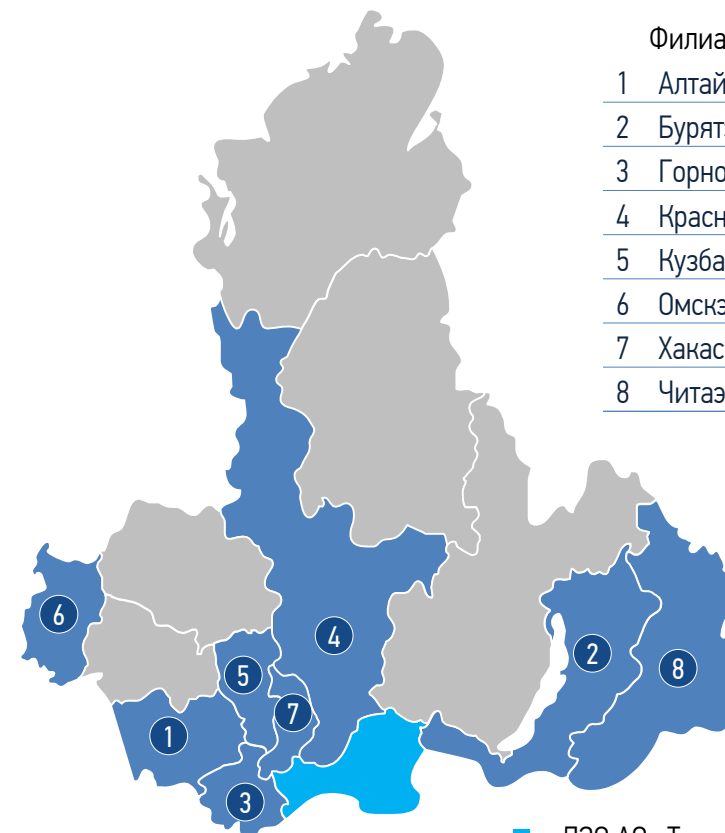 Филиа
1 Алтай
2 Бурят
3 Горно
4 Красн
5 Кузба
6 Омскэ
7 Хакас
8 Читаэ
6
4
5
2
8
7
1
3